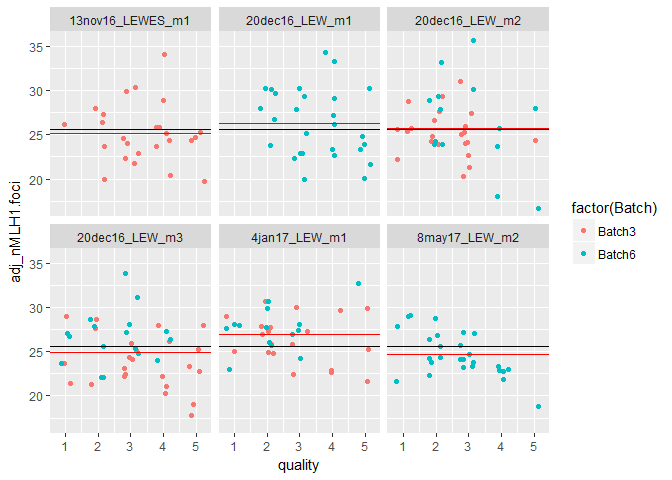 13nov16_LEWES_m1 20dec16_LEW_m1 20dec16_LEW_m2
35
30
25
20
20dec16_LEW_m3 4jan17_LEW_m1 8may17_LEW_m2
35
30
25
20
1 2 3 4 5 1 2 3 4 5 1 2 3 4 5
quality
adj_nMLH1.foci
factor(Batch)
Batch3
Batch6